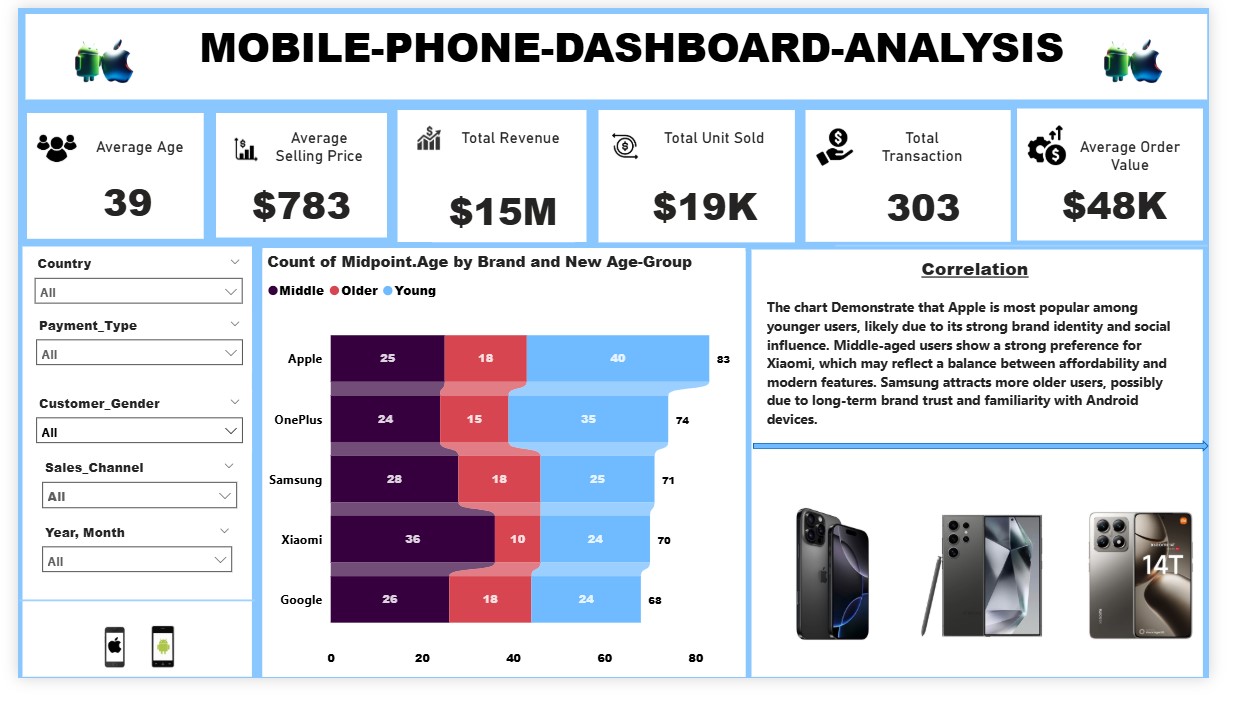 MOBILE-PHONE-DASHBOARD-ANALYSIS
Average Age
39
Average
Selling Price
$783
Total Revenue
$15M
Total Unit Sold
$19K
Total
Transaction
303
Average Order
Value
$48K
Country
All
Payment_Type
All
Customer_Gender
All
Sales_Channel
All
Year, Month
All
Count of Midpoint.Age by Brand and New Age-Group
Middle Older Young
Apple 25 18 40 83
OnePlus 24 15 35 74
Samsung 28 18 25 71
Xiaomi 36 10 24 70
Google 26 18 24 68
0 20 40 60 80
Correlation
The chart Demonstrate that Apple is most popular among
younger users, likely due to its strong brand identity and social
influence. Middle-aged users show a strong preference for
Xiaomi, which may reflect a balance between affordability and
modern features. Samsung attracts more older users, possibly
due to long-term brand trust and familiarity with Android
devices.
14T